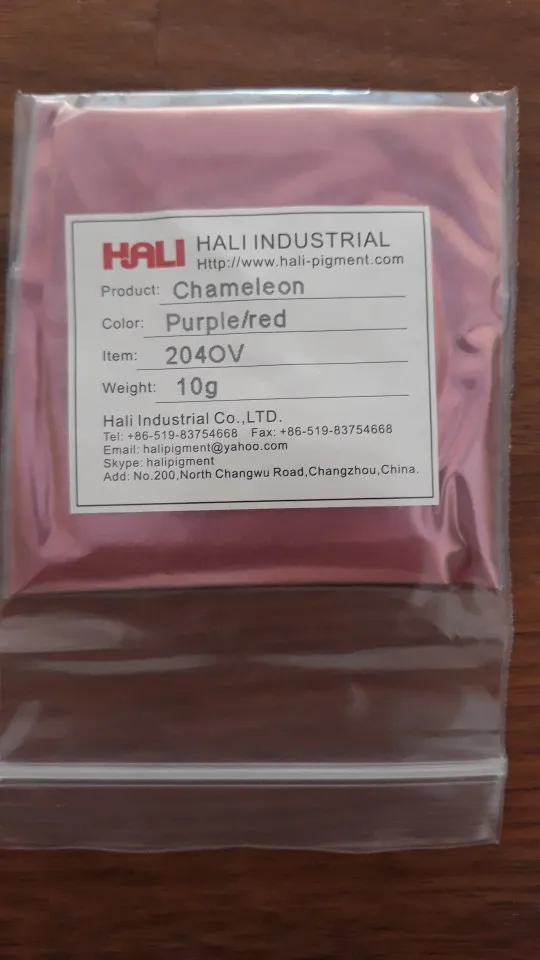 HALI HALI INDUSTRIAL
Http://www.hali-pigment.com
Product: Chameleon
Color: Purple/red
Item: 204OV
Weight: 10g
Hali Industrial Co.,LTD.
Tel: +86-519-83754668 Fax: +86-519-83754668
Email: halipigment@yahoo.com
Skype: halipigment
Add: No.200,North Changwu Road,Changzhou,China.